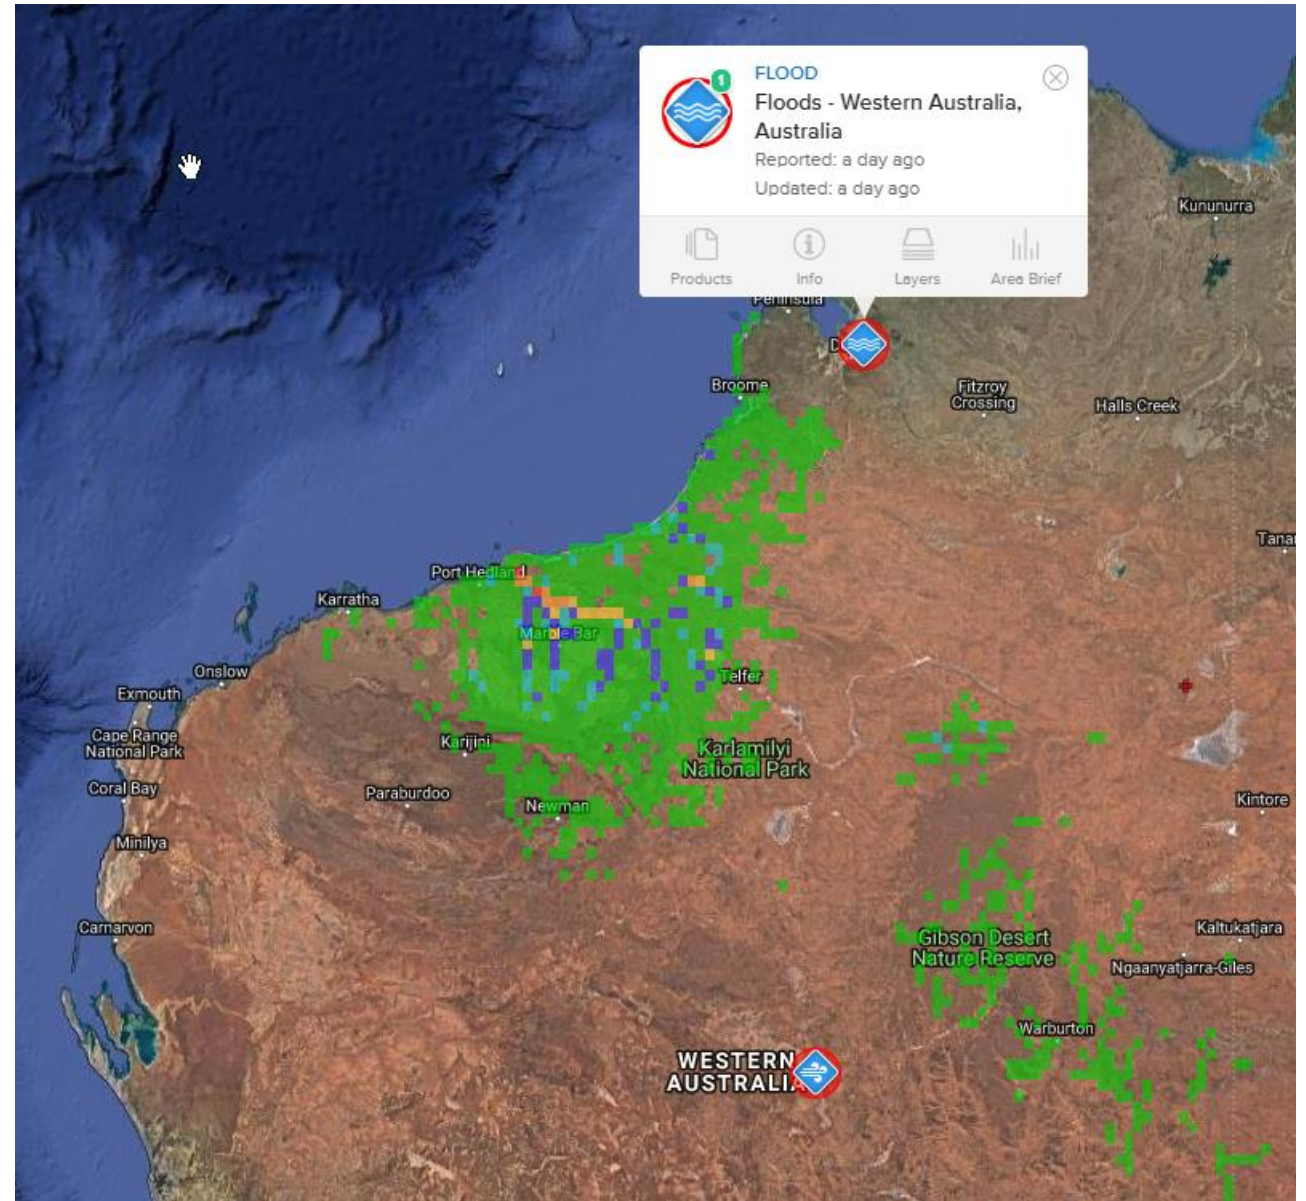 1
FLOOD
Floods - Western Australia,
Australia
Reported: a day ago
Updated: a day ago
Products
Info
Layers
Area Brief
Kununurra
Peninsula
D
Broome
Fitzroy
Crossing
Halls Creek
Port Hedland
Karratha
Marble Bar
Onslow
Exmouth
Telfer
Cape Range
National Park
Karijini
Karlamilyi
National Park
Coral Bay
Paraburdoo
Newman
Kintore
Minilya
Carnarvon
Gibson Desert
Nature Reserve
Kaltukatjara
Ngaanyatjarra-Giles
Warburton
WESTERN
AUSTRALIA